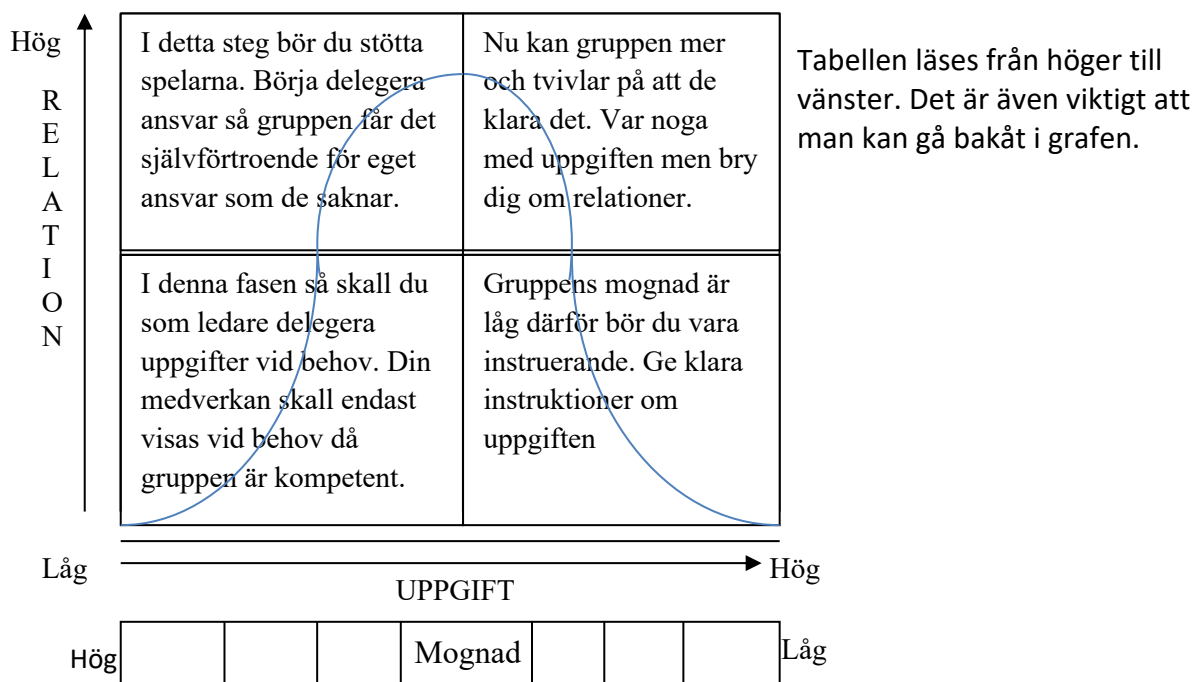 Hög
R
E
L
A
T
I
O
N
I detta steg bör du stötta
spelarna. Börja delegera
ansvar så gruppen får det
självförtroende för eget
ansvar som de saknar.
Nu kan gruppen mer
och tvivlar på att de
klara det. Var noga
med uppgiften men bry
dig om relationer.
Tabellen läses från höger till
vänster. Det är även viktigt att
man kan gå bakåt i grafen.
I denna fasen så skall du
som ledare delegera
uppgifter vid behov. Din
medverkan skall endast
visas vid behov då
gruppen är kompetent.
Gruppens mognad är
låg därför bör du vara
instruerande. Ge klara
instruktioner om
uppgiften
Låg
Hög
UPPGIFT
Hög
Mognad
Låg